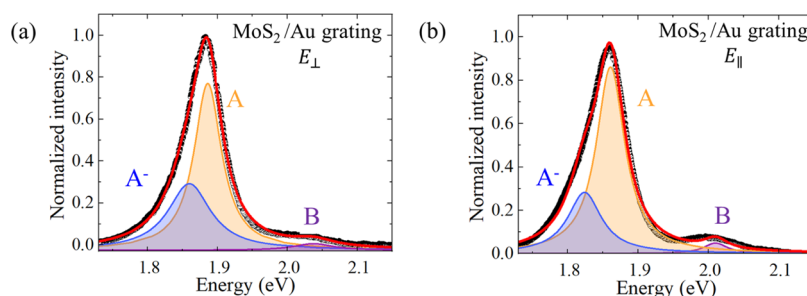 (a)
MoS₂/Au grating
E⊥
A
A⁻
B
Normalized intensity
1.0
0.8
0.6
0.4
0.2
0.0
1.8
1.9
2.0
2.1
Energy (eV)
(b)
MoS₂/Au grating
E∥
A
A⁻
B
Normalized intensity
1.0
0.8
0.6
0.4
0.2
0.0
1.8
1.9
2.0
2.1
Energy (eV)